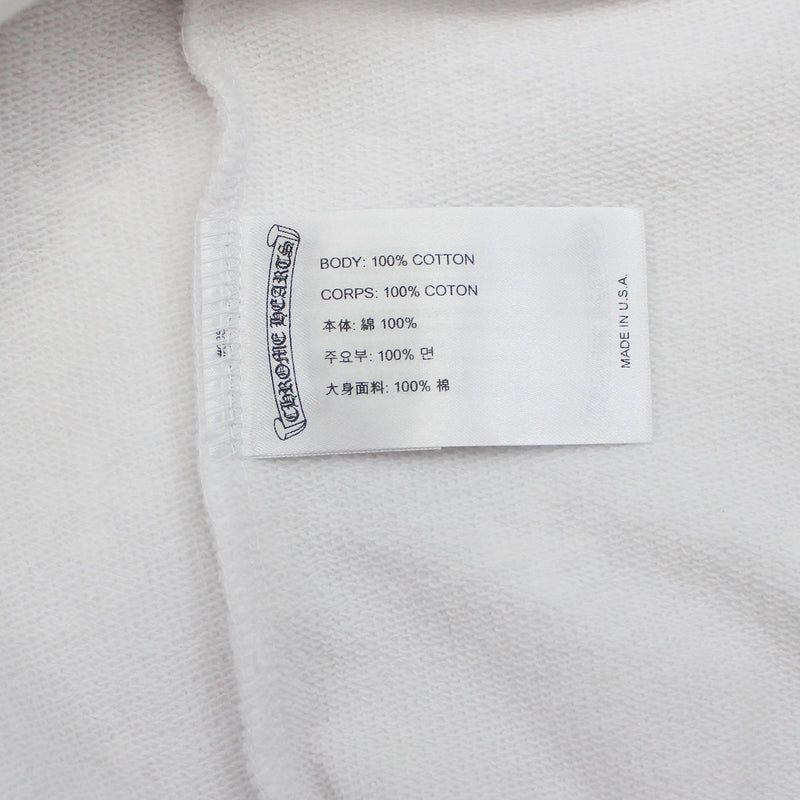 CHROME HEARTS
BODY: 100% COTTON
CORPS: 100% COTON
本体: 綿 100%
주요부: 100% 면
大身面料: 100% 棉
MADE IN U.S.A.